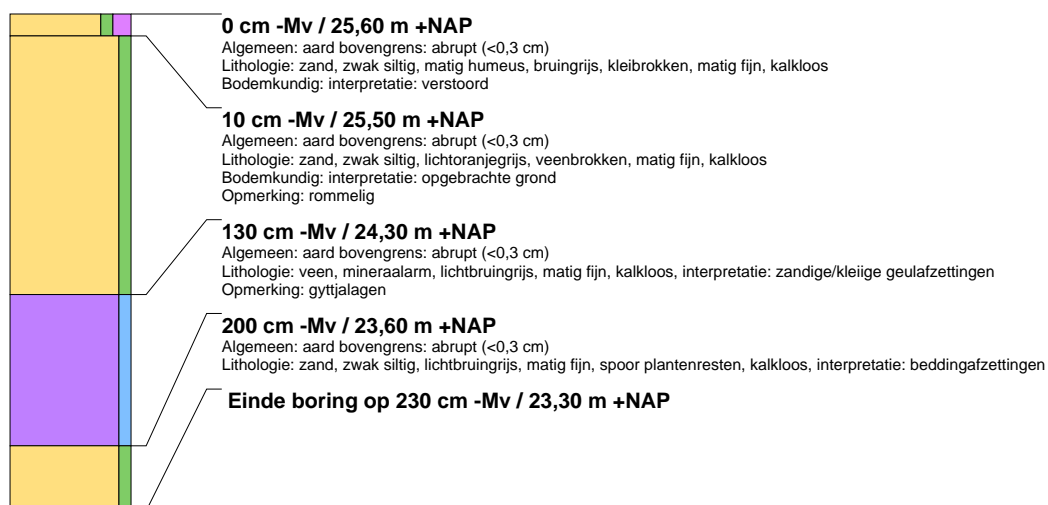 0 cm -Mv / 25,60 m +NAP
Algemeen: aard bovengrens: abrupt (<0,3 cm)
Lithologie: zand, zwak siltig, matig humeus, bruingrijs, kleibrokken, matig fijn, kalkloos
Bodemkundig: interpretatie: verstoord
10 cm -Mv / 25,50 m +NAP
Algemeen: aard bovengrens: abrupt (<0,3 cm)
Lithologie: zand, zwak siltig, lichtoranjegrijs, veenbrokken, matig fijn, kalkloos
Bodemkundig: interpretatie: opgebrachte grond
Opmerking: rommelig
130 cm -Mv / 24,30 m +NAP
Algemeen: aard bovengrens: abrupt (<0,3 cm)
Lithologie: veen, mineraalarm, lichtbruingrijs, matig fijn, kalkloos, interpretatie: zandige/kleiige geulafzettingen
Opmerking: gyttjalagen
200 cm -Mv / 23,60 m +NAP
Algemeen: aard bovengrens: abrupt (<0,3 cm)
Lithologie: zand, zwak siltig, lichtbruingrijs, matig fijn, spoor plantenresten, kalkloos, interpretatie: beddingafzettingen
Einde boring op 230 cm -Mv / 23,30 m +NAP